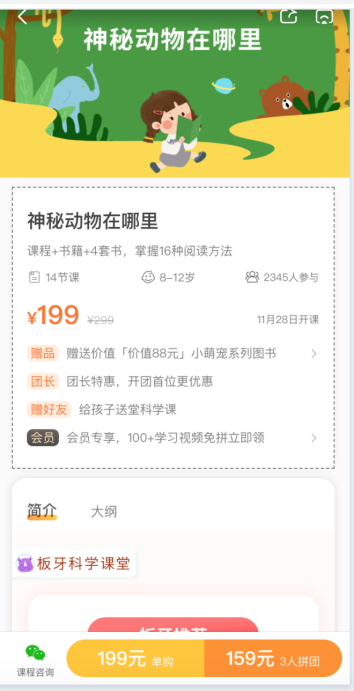 神秘动物在哪里
神秘动物在哪里
课程+书籍+4套书，掌握16种阅读方法
14节课 8-12岁 2345人参与
¥199 ¥299 11月28日开课
赠品 赠送价值「价值88元」小萌宠系列图书
团长 团长特惠，开团首位更优惠
赠好友 给孩子送堂科学课
会员 会员专享，100+学习视频免拼立即领
简介 大纲
板牙科学课堂
板牙推荐
课程咨询 199元 单购 159元 3人拼团